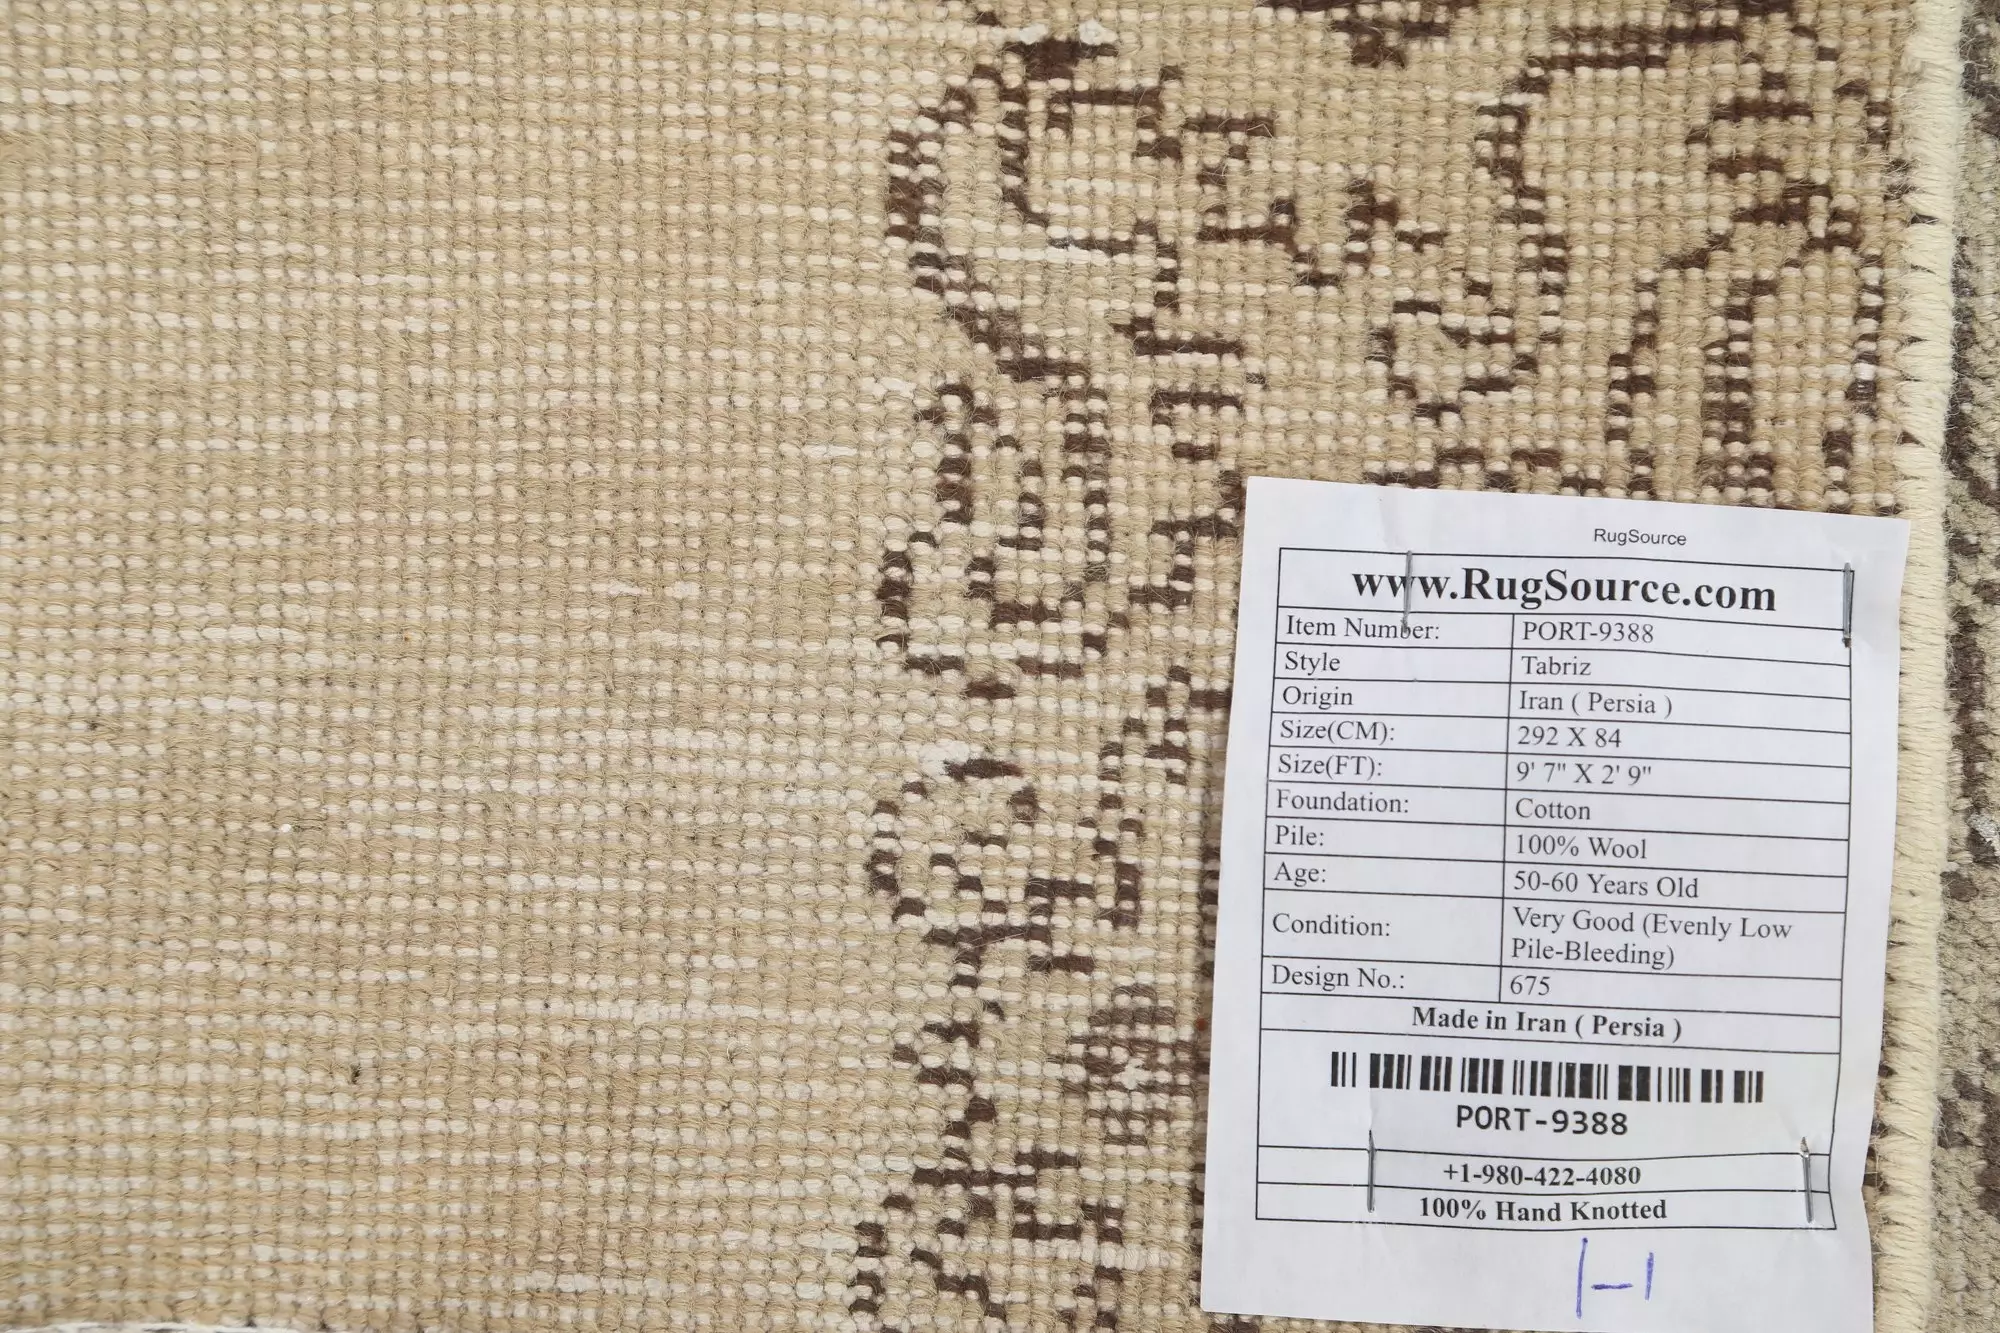 RugSource
www.RugSource.com
Item Number: PORT-9388
Style Tabriz
Origin Iran ( Persia )
Size(CM): 292 X 84
Size(FT): 9' 7" X 2' 9"
Foundation: Cotton
Pile: 100% Wool
Age: 50-60 Years Old
Condition: Very Good (Evenly Low
Pile-Bleeding)
Design No.: 675
Made in Iran ( Persia )
PORT-9388
+1-980-422-4080
100% Hand Knotted
1-1